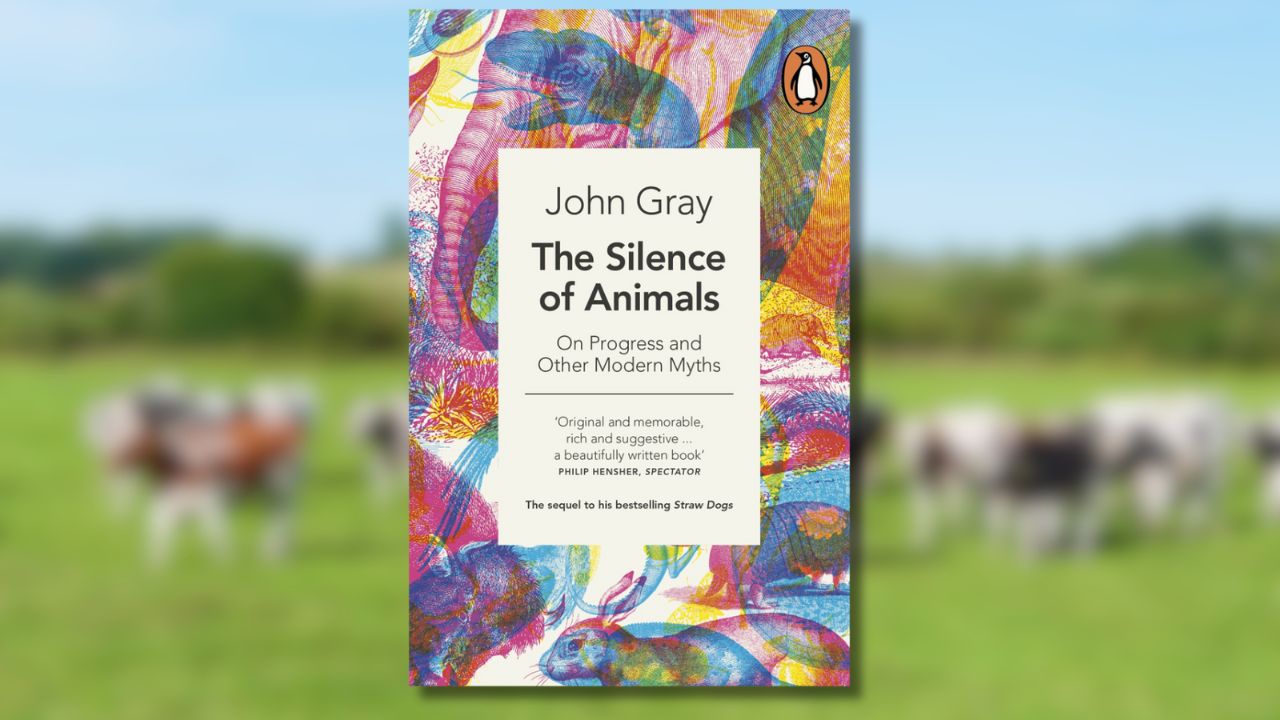 John Gray
The Silence
of Animals
On Progress and
Other Modern Myths
‘Original and memorable,
rich and suggestive ...
a beautifully written book’
PHILIP HENSHER, SPECTATOR
The sequel to his bestselling Straw Dogs